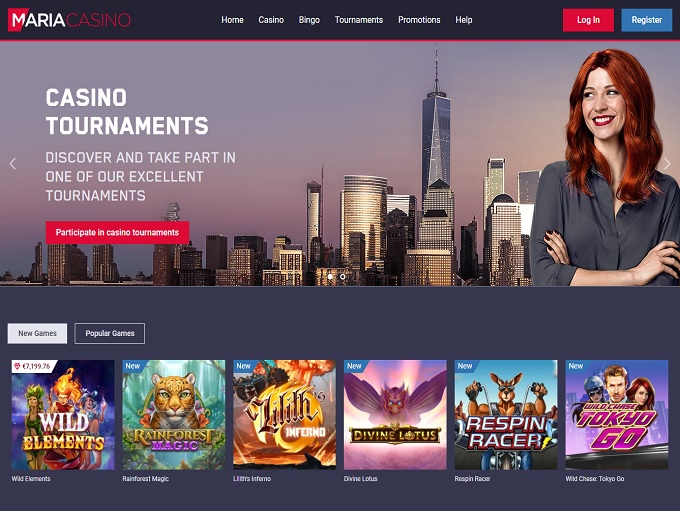 MARIACASINO
Home Casino Bingo Tournaments Promotions Help
Log In Register
CASINO
TOURNAMENTS
DISCOVER AND TAKE PART IN
ONE OF OUR EXCELLENT
TOURNAMENTS
Participate in casino tournaments
New Games Popular Games
€7,199.76 New New New New New
WILD
ELEMENTS
RAINFOREST
MAGIC
Lilith's
INFERNO
DIVINE LOTUS
RESPIN
RACER
WILD CHASE
TOKYO
GO
Wild Elements Rainforest Magic Lilith's Inferno Divine Lotus Respin Racer Wild Chase: Tokyo Go